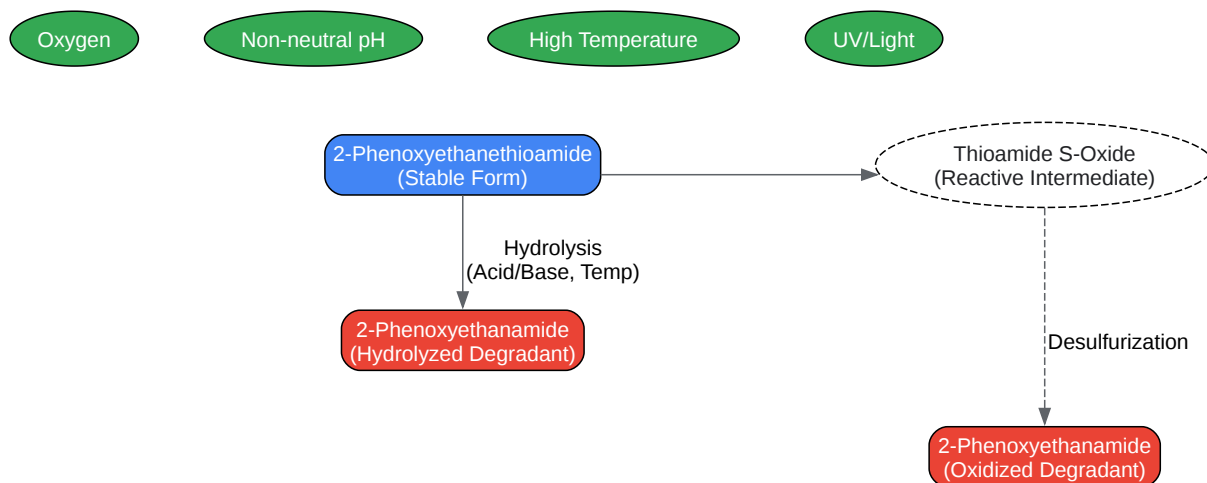 Oxygen
Non-neutral pH
High Temperature
UV/Light
2-Phenoxyethanethioamide
(Stable Form)
Thioamide S-Oxide
(Reactive Intermediate)
Hydrolysis
(Acid/Base, Temp)
2-Phenoxyethanamide
(Hydrolyzed Degradant)
Desulfurization
2-Phenoxyethanamide
(Oxidized Degradant)